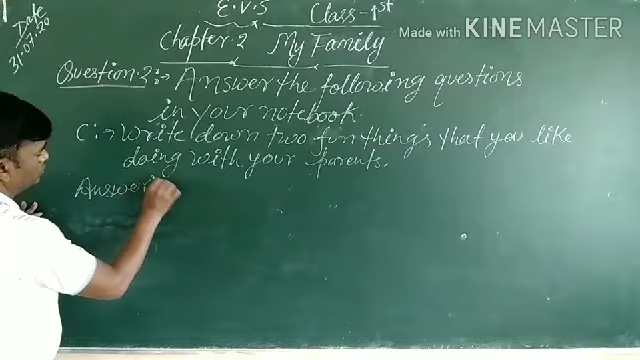 Date
31-07-20
E.V.S Class-1st
Chapter.2 My Family
Question.2:- Answer the following questions
in your notebook.
C:- Write down two fun things that you like
doing with your parents.
Answer
Made with KINEMASTER